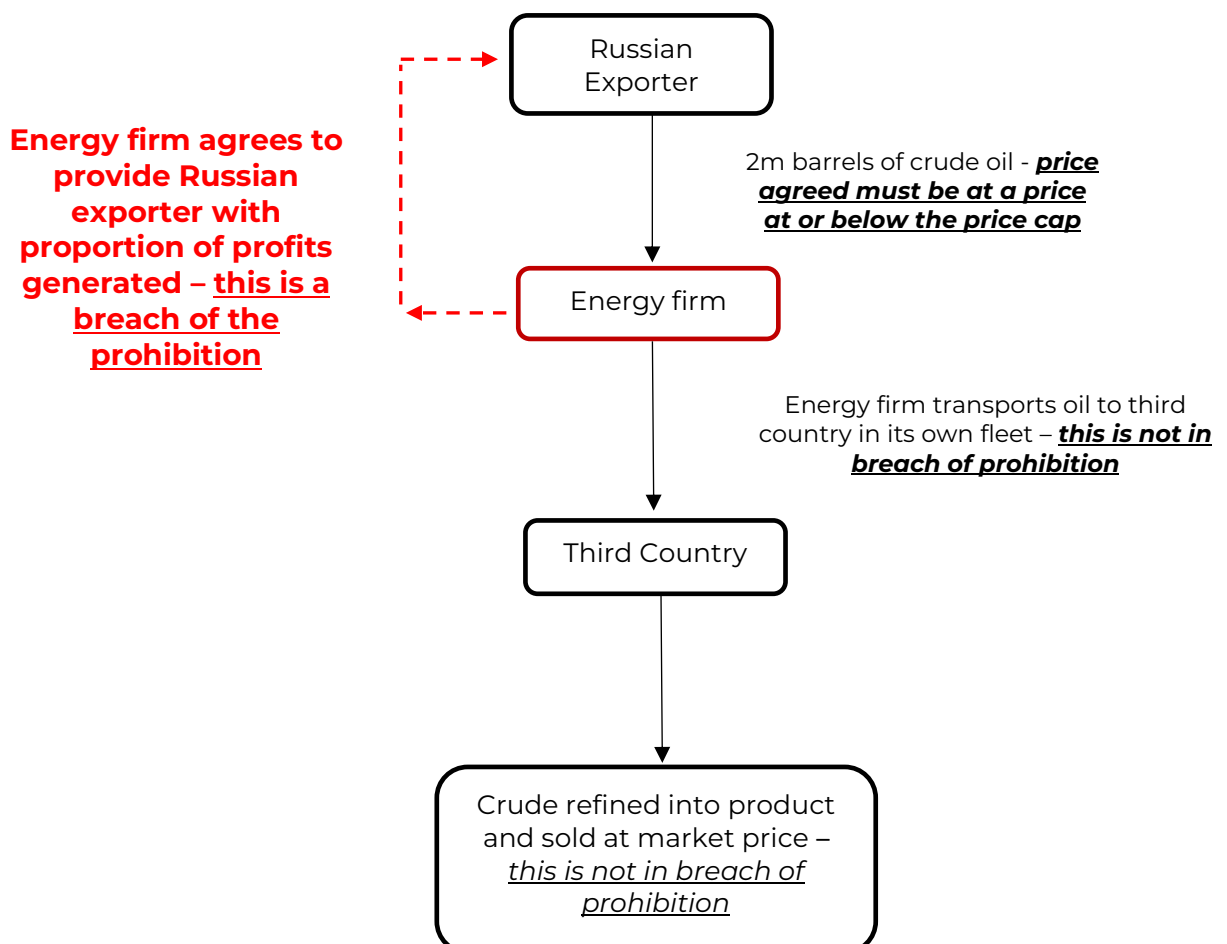 Russian
Exporter
Energy firm agrees to
provide Russian
exporter with
proportion of profits
generated – this is a
breach of the
prohibition
2m barrels of crude oil - price
agreed must be at a price
at or below the price cap
Energy firm
Energy firm transports oil to third
country in its own fleet – this is not in
breach of prohibition
Third Country
Crude refined into product
and sold at market price –
this is not in breach of
prohibition